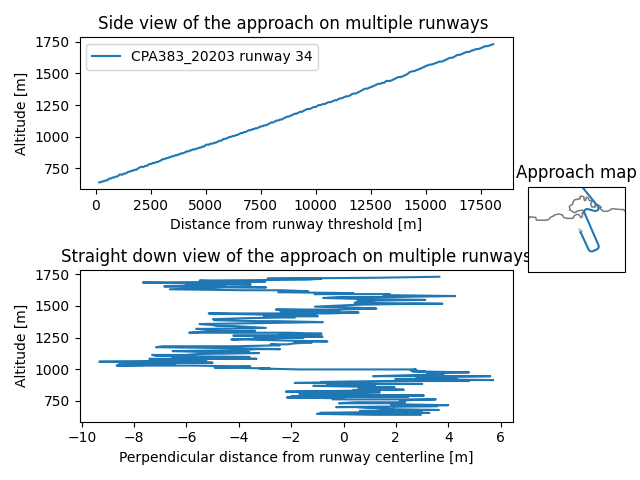 Side view of the approach on multiple runways
1750
1500
1250
1000
750
Altitude [m]
CPA383_20203 runway 34
0 2500 5000 7500 10000 12500 15000 17500
Distance from runway threshold [m]
Approach map
Straight down view of the approach on multiple runways
1750
1500
1250
1000
750
Altitude [m]
−10 −8 −6 −4 −2 0 2 4 6
Perpendicular distance from runway centerline [m]